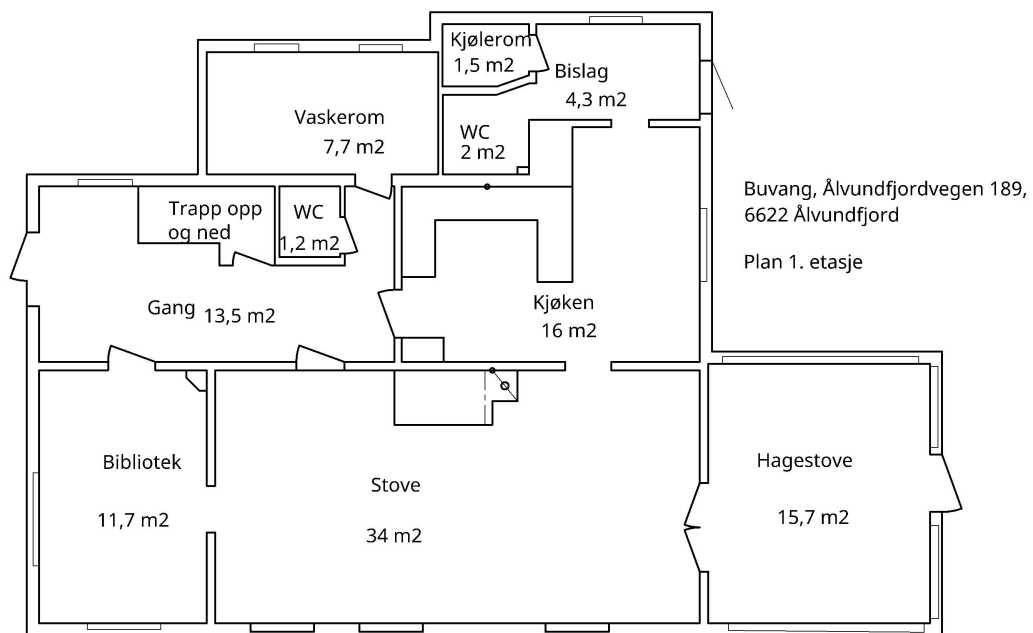 Kjølerom
1,5 m2
Bislag
4,3 m2
Vaskerom
7,7 m2
WC
2 m2
Trapp opp
og ned
WC
1,2 m2
Buvang, Ålvundfjordvegen 189,
6622 Ålvundfjord
Plan 1. etasje
Gang 13,5 m2
Kjøken
16 m2
Bibliotek
11,7 m2
Stove
34 m2
Hagestove
15,7 m2